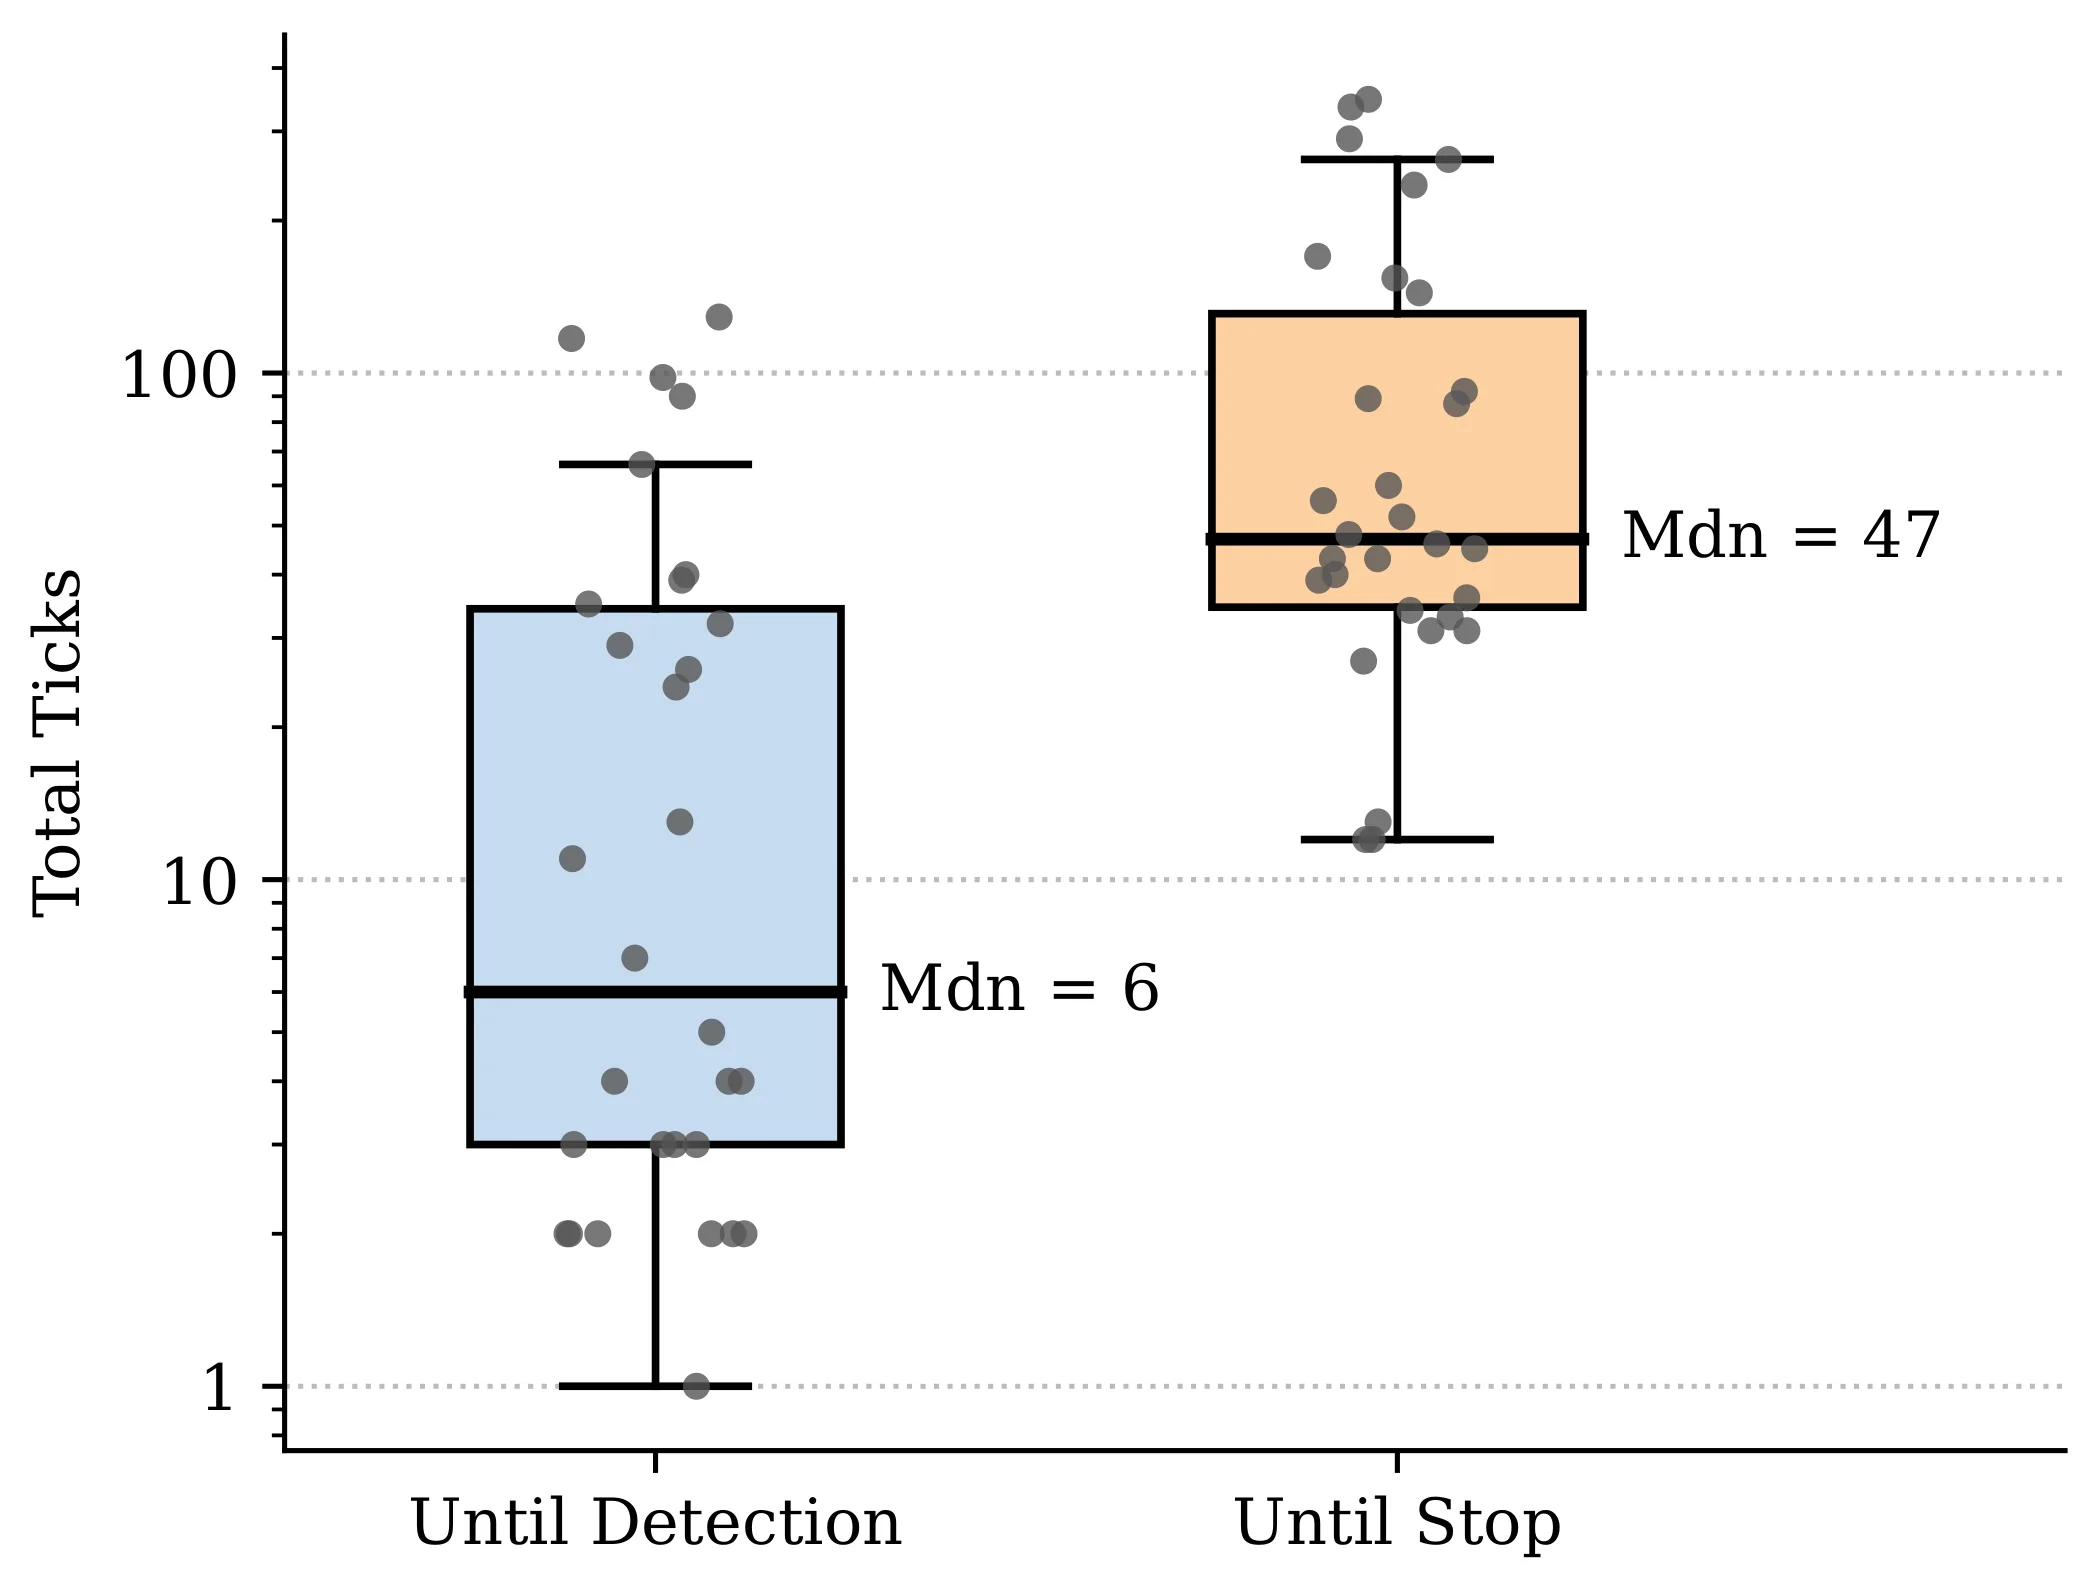 Total Ticks
100
10
1
Mdn = 47
Mdn = 6
Until Detection
Until Stop